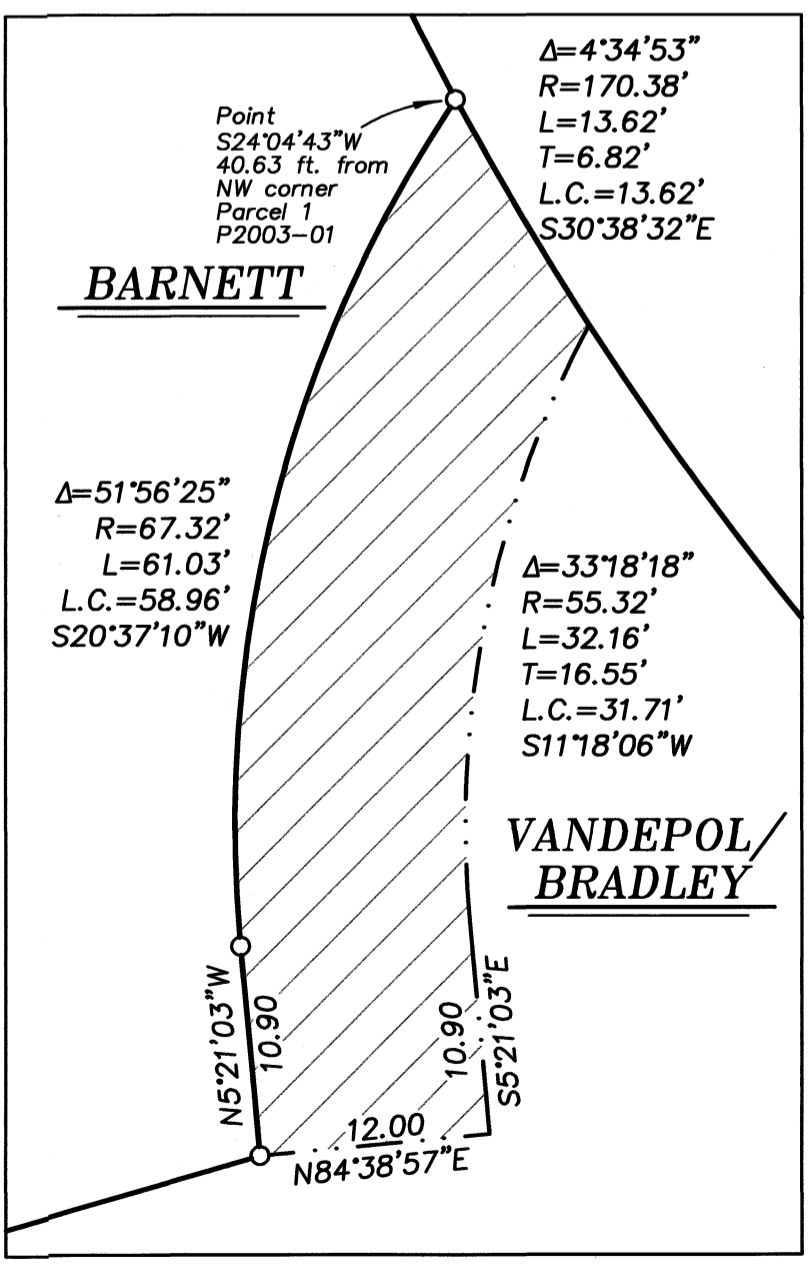 Δ=4°34'53"
R=170.38'
L=13.62'
T=6.82'
L.C.=13.62'
S30°38'32"E
Point
S24°04'43"W
40.63 ft. from
NW corner
Parcel 1
P2003-01
BARNETT
Δ=51°56'25"
R=67.32'
L=61.03'
L.C.=58.96'
S20°37'10"W
Δ=33°18'18"
R=55.32'
L=32.16'
T=16.55'
L.C.=31.71'
S11°18'06"W
VANDEPOL/
BRADLEY
N5°21'03"W
10.90
10.90
S5°21'03"E
12.00
N84°38'57"E